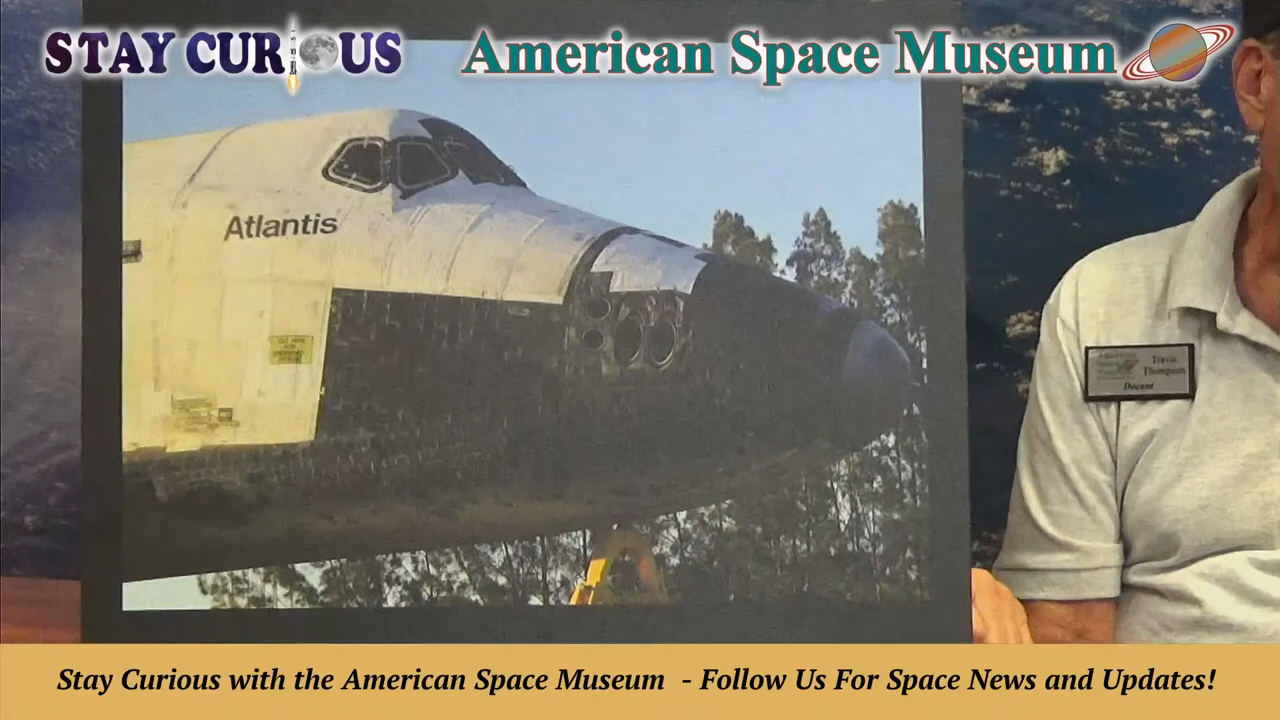 STAY CURIOUS
American Space Museum
Atlantis
Travis
Thompson
Docent
Stay Curious with the American Space Museum - Follow Us For Space News and Updates!